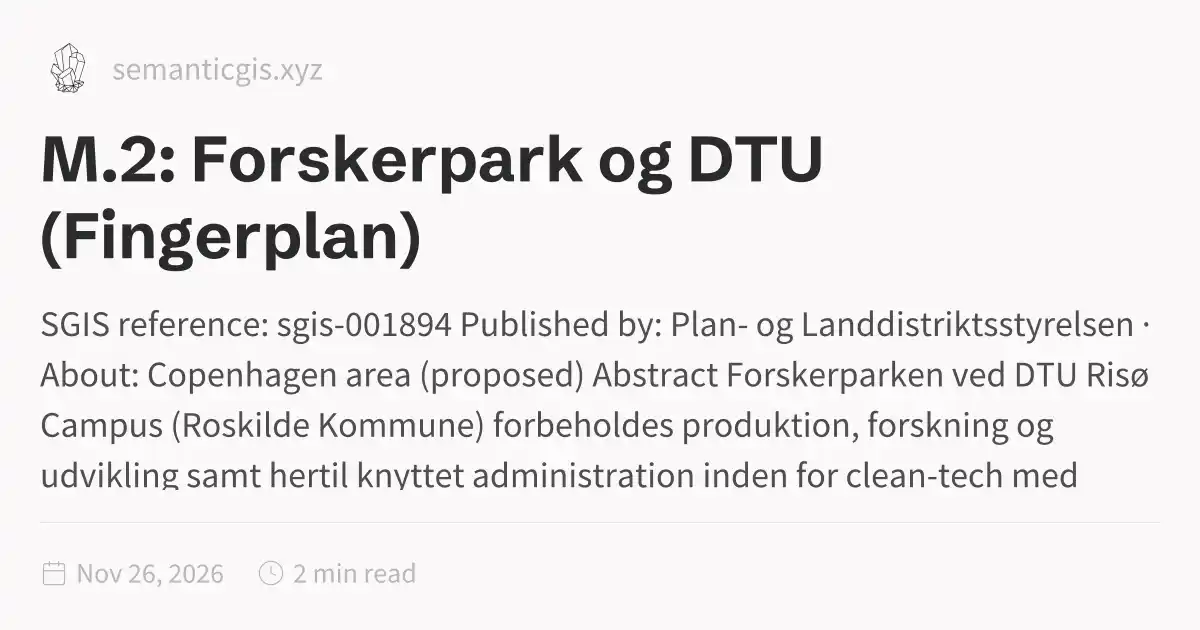 semanticgis.xyz
M.2: Forskerpark og DTU
(Fingerplan)
SGIS reference: sgis-001894 Published by: Plan- og Landdistriktsstyrelsen ·
About: Copenhagen area (proposed) Abstract Forskerparken ved DTU Risø
Campus (Roskilde Kommune) forbeholdes produktion, forskning og
udvikling samt hertil knyttet administration inden for clean-tech med
Nov 26, 2026
2 min read